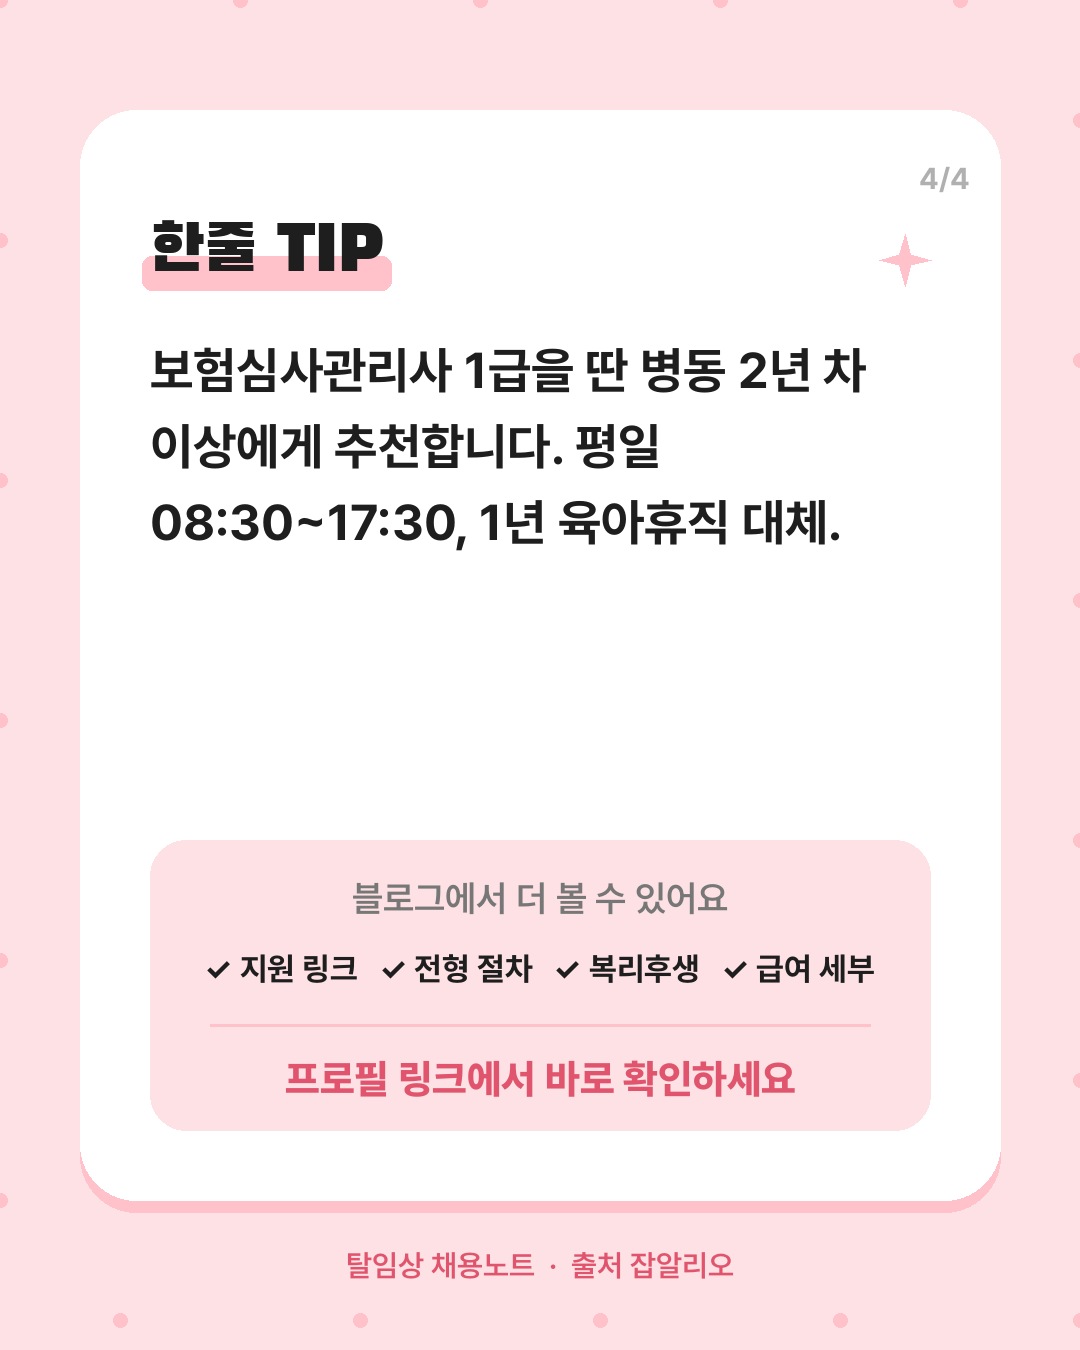 4/4
한줄 TIP
보험심사관리사 1급을 딴 병동 2년 차
이상에게 추천합니다. 평일
08:30~17:30, 1년 육아휴직 대체.
블로그에서 더 볼 수 있어요
✓ 지원 링크 ✓ 전형 절차 ✓ 복리후생 ✓ 급여 세부
프로필 링크에서 바로 확인하세요
탈임상 채용노트 · 출처 잡알리오